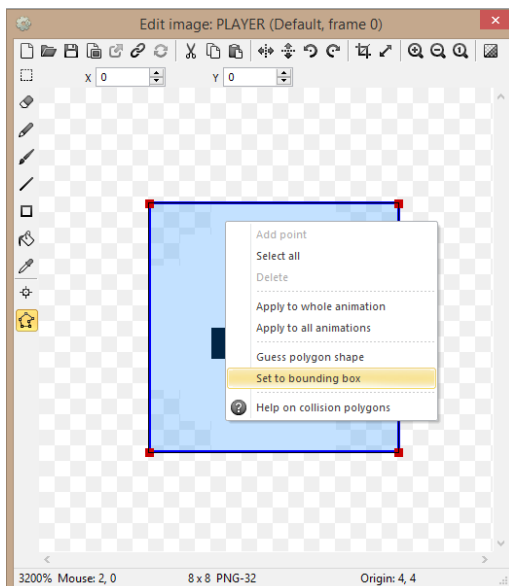 Edit image: PLAYER (Default, frame 0)
X 0 Y 0
Add point
Select all
Delete
Apply to whole animation
Apply to all animations
Guess polygon shape
Set to bounding box
? Help on collision polygons
3200% Mouse: 2, 0 8 x 8 PNG-32 Origin: 4, 4